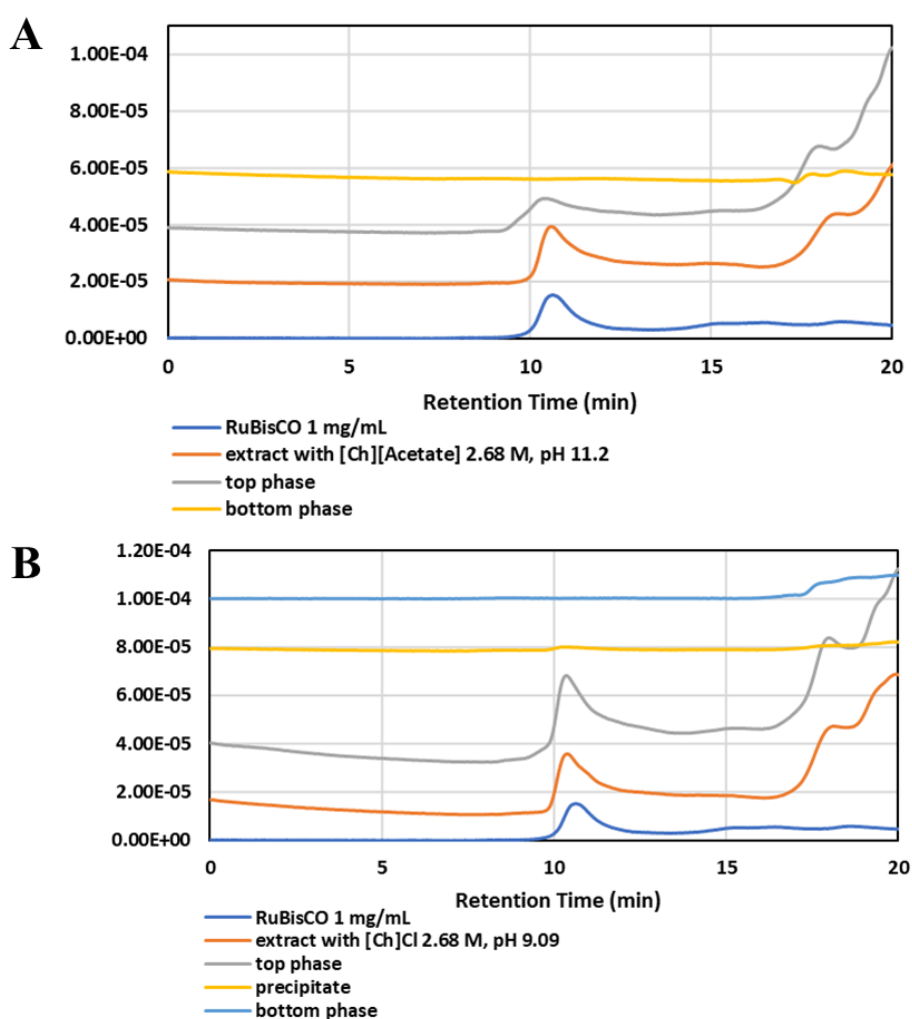 A
1.00E-04
8.00E-05
6.00E-05
4.00E-05
2.00E-05
0.00E+00
0 5 10 15 20
Retention Time (min)
RuBisCO 1 mg/mL
extract with [Ch][Acetate] 2.68 M, pH 11.2
top phase
bottom phase
B
1.20E-04
1.00E-04
8.00E-05
6.00E-05
4.00E-05
2.00E-05
0.00E+00
0 5 10 15 20
Retention Time (min)
RuBisCO 1 mg/mL
extract with [Ch]Cl 2.68 M, pH 9.09
top phase
precipitate
bottom phase